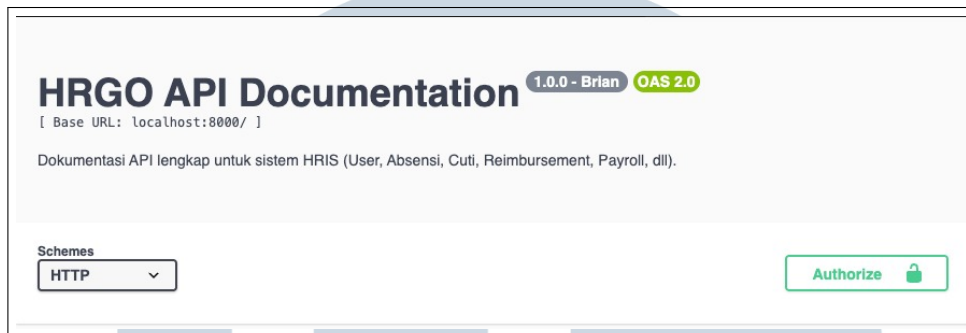 HRGO API Documentation 1.0.0 - Brian OAS 2.0
[ Base URL: localhost:8000/ ]
Dokumentasi API lengkap untuk sistem HRIS (User, Absensi, Cuti, Reimbursement, Payroll, dll).
Schemes
HTTP
Authorize